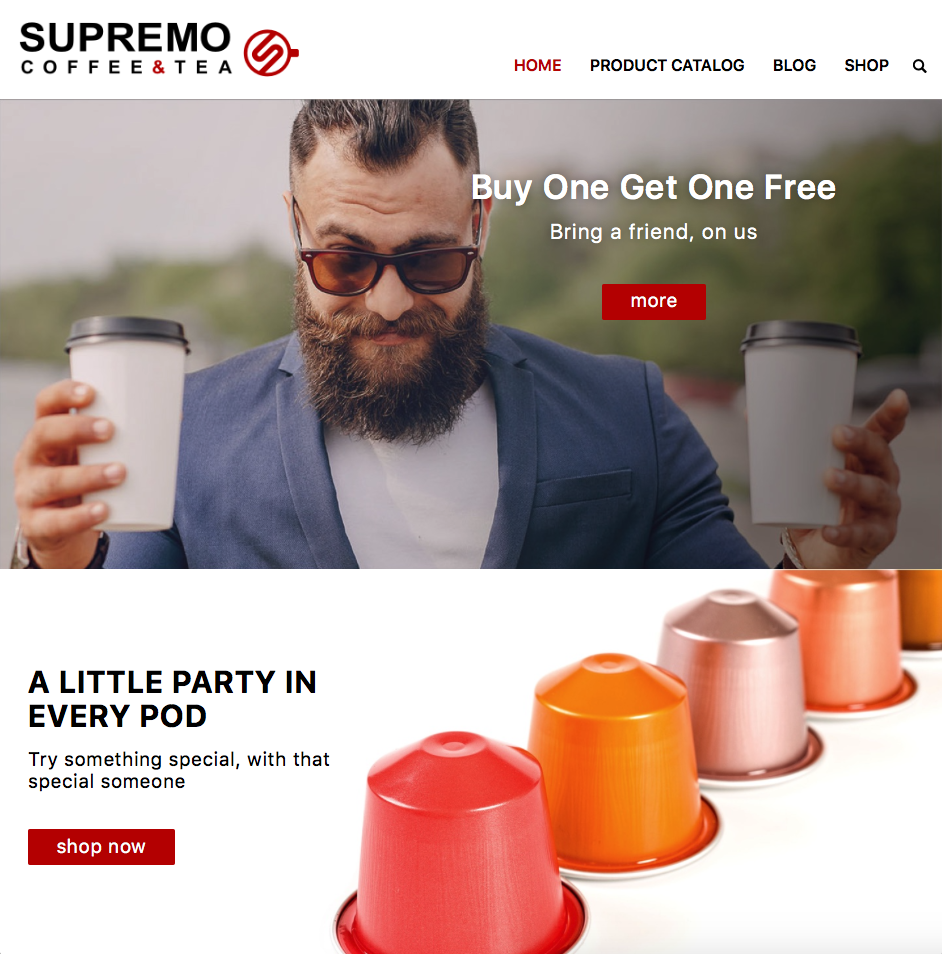 SUPREMO
COFFEE&TEA
HOME PRODUCT CATALOG BLOG SHOP
Buy One Get One Free
Bring a friend, on us
more
A LITTLE PARTY IN
EVERY POD
Try something special, with that
special someone
shop now